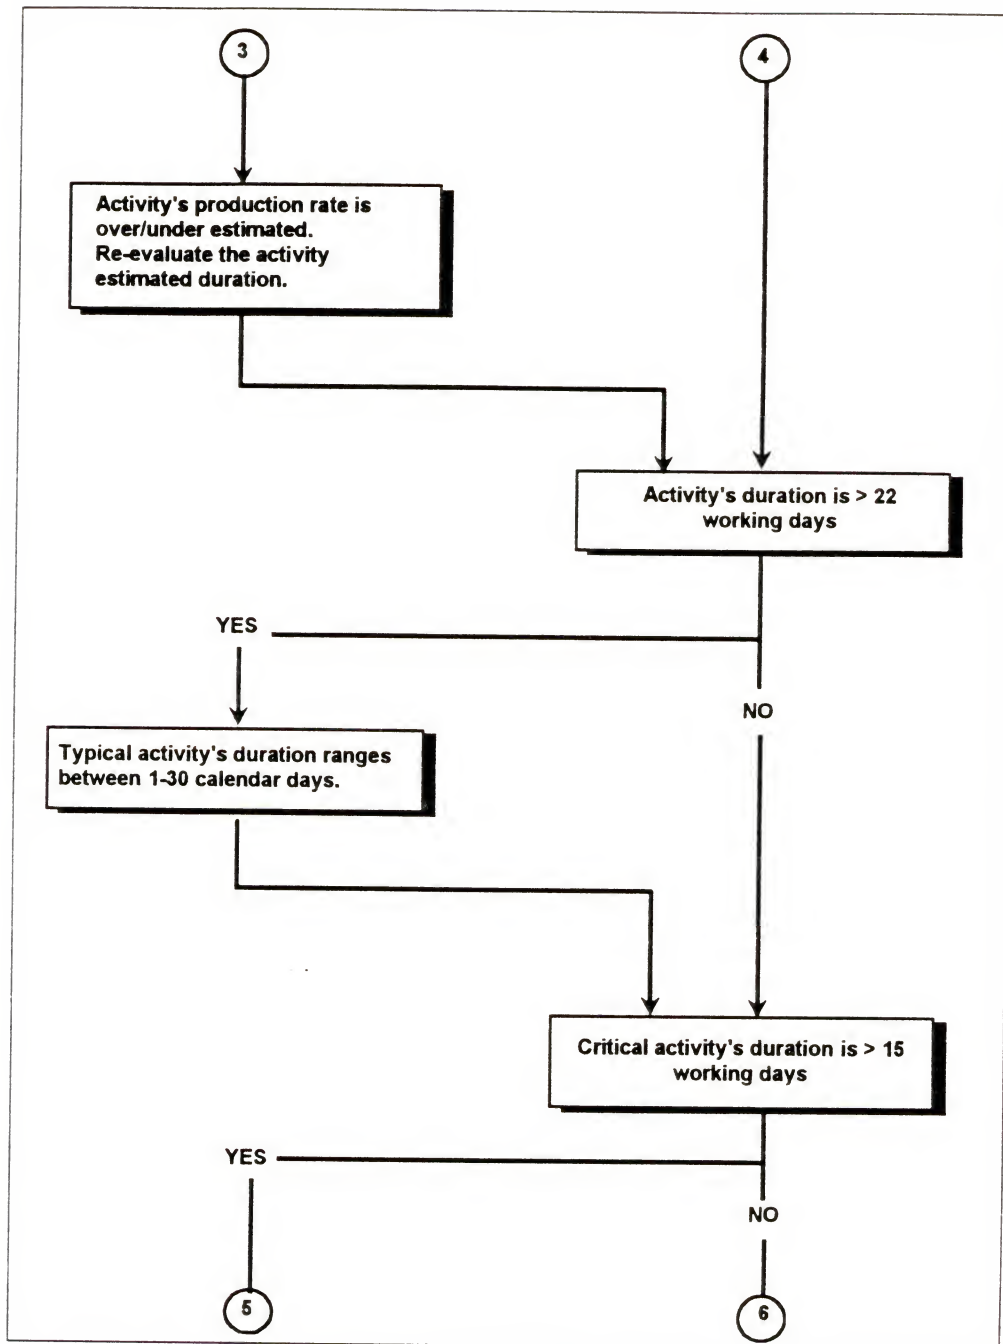 3
4
Activity's production rate is
over/under estimated.
Re-evaluate the activity
estimated duration.
Activity's duration is > 22
working days
YES
NO
Typical activity's duration ranges
between 1-30 calendar days.
Critical activity's duration is > 15
working days
YES
NO
5
6